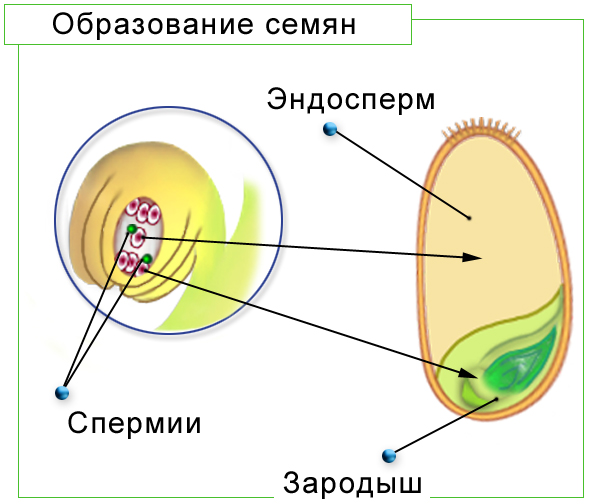 Образование семян
Эндосперм
Спермии
Зародыш